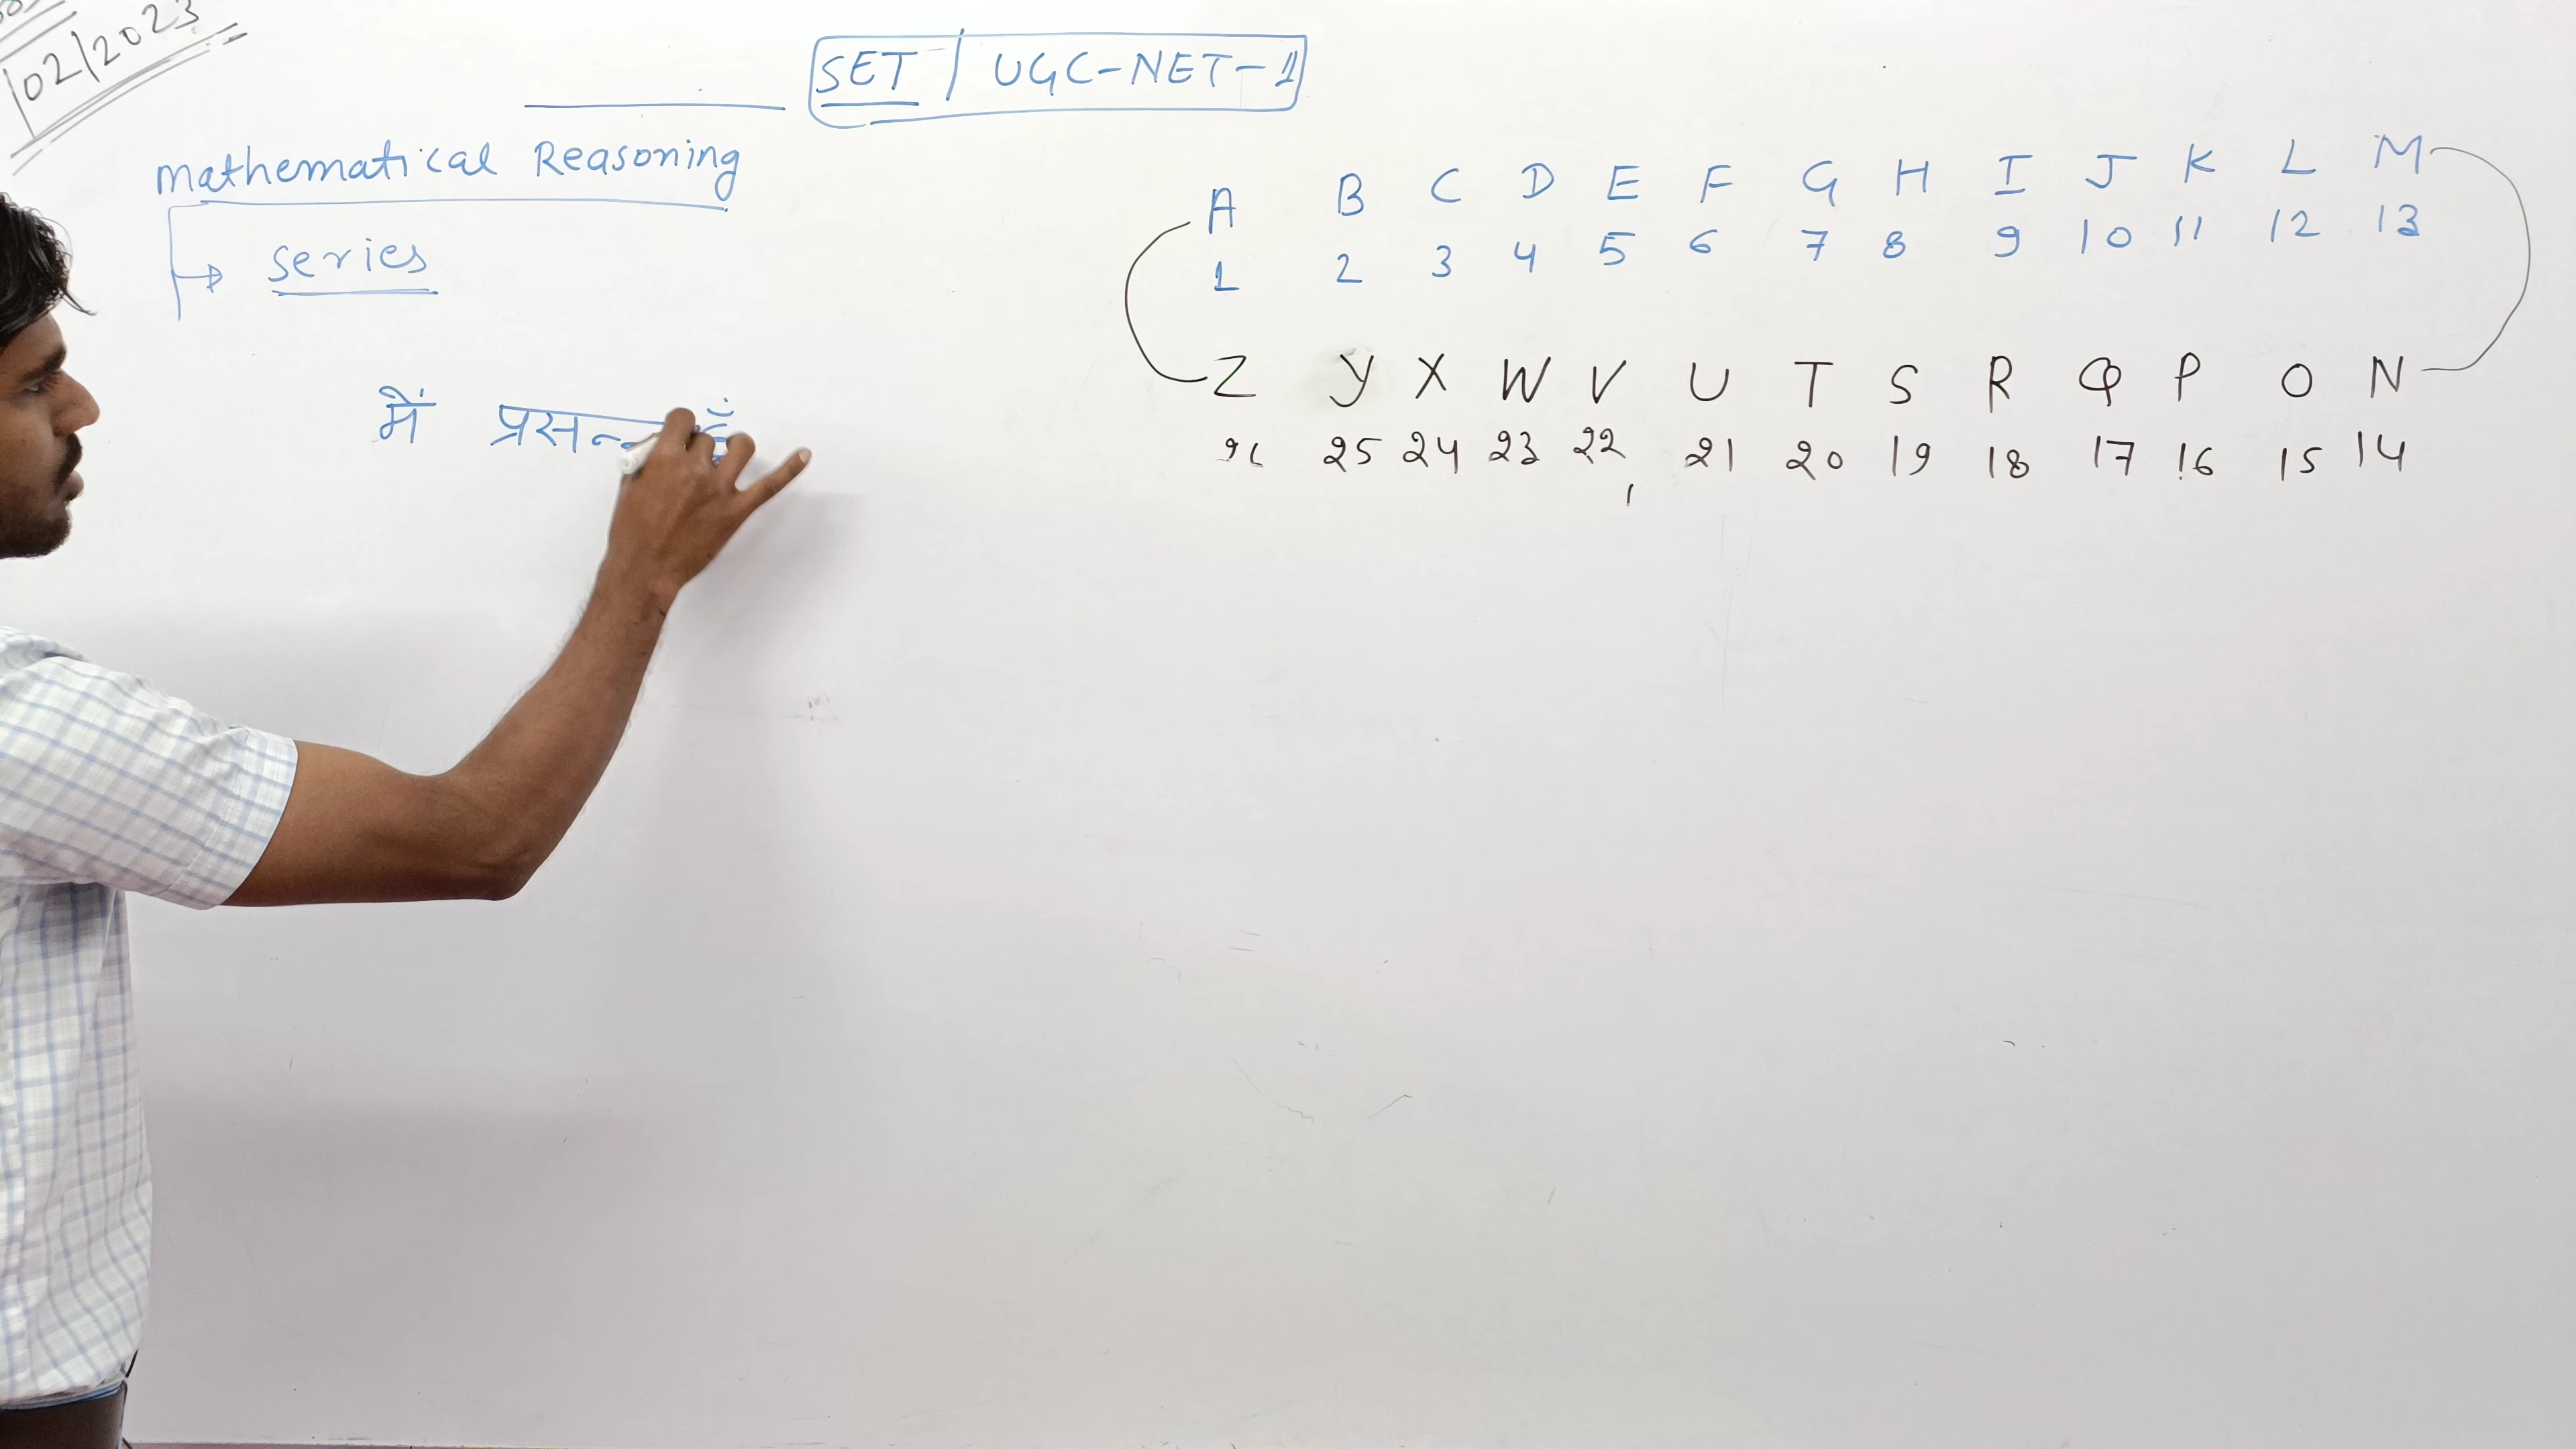 02/2023
SET | UGC-NET-1
Mathematical Reasoning
→ series
मैं प्रसन्न हूँ
A B C D E F G H I J K L M
1 2 3 4 5 6 7 8 9 10 11 12 13
Z Y X W V U T S R Q P O N
26 25 24 23 22 21 20 19 18 17 16 15 14